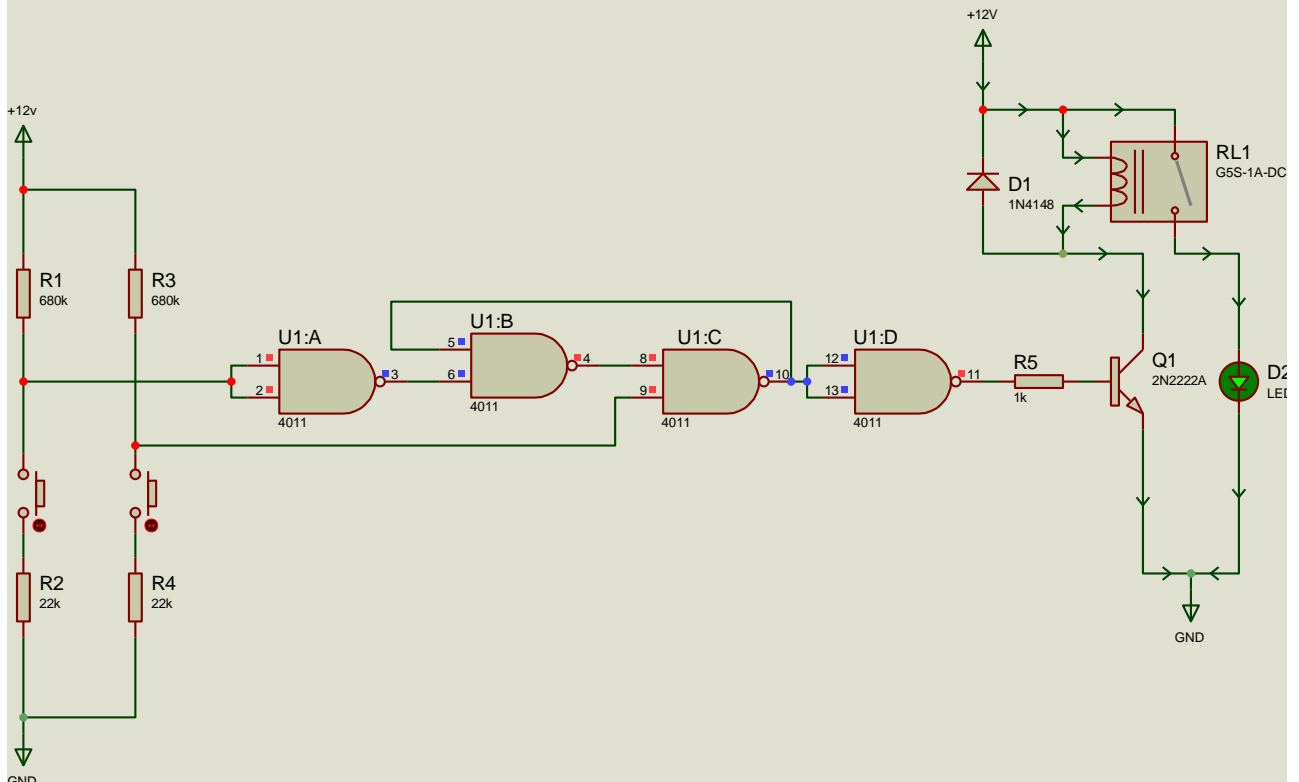 +12V
+12v
RL1
G5S-1A-DC
D1
1N4148
R1
680k
R3
680k
U1:A
1
2
3
4011
U1:B
5
6
4
4011
U1:C
8
9
10
4011
U1:D
12
13
11
4011
R5
1k
Q1
2N2222A
D2
LED
R2
22k
R4
22k
GND
GND